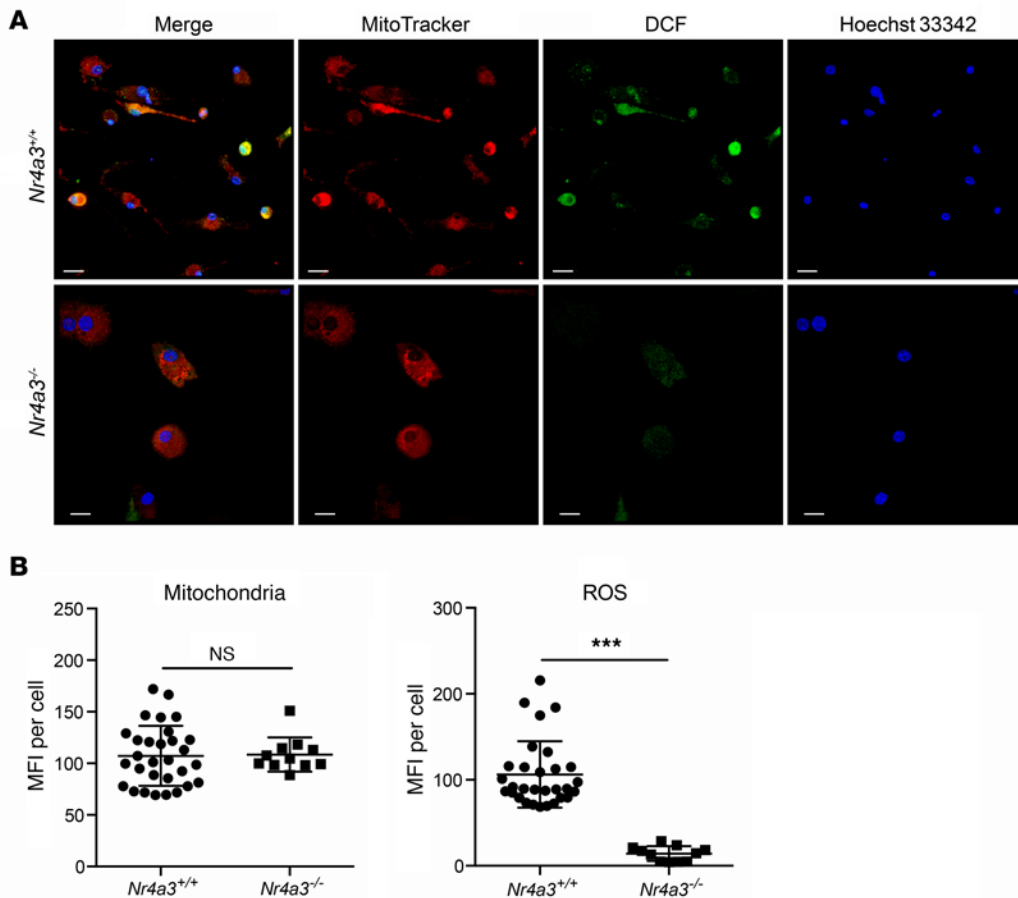 A
Merge MitoTracker DCF Hoechst 33342
Nr4a3+/+
Nr4a3-/-
B
Mitochondria
MFI per cell
250
200
150
100
50
0
NS
Nr4a3+/+ Nr4a3-/-
ROS
MFI per cell
300
200
100
0
***
Nr4a3+/+ Nr4a3-/-